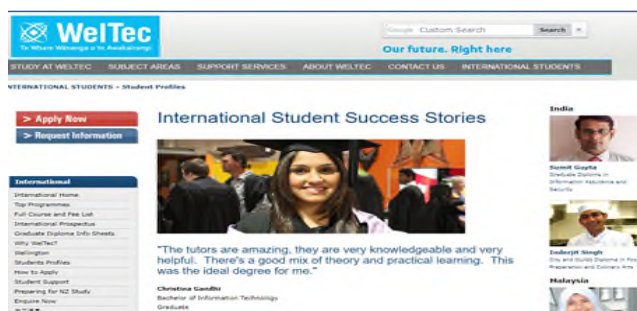 WelTec
Te Whare Wānanga o te Awakairangi
Google Custom Search
Search
×
Our future. Right here
STUDY AT WELTEC SUBJECT AREAS SUPPORT SERVICES ABOUT WELTEC CONTACT US INTERNATIONAL STUDENTS
INTERNATIONAL STUDENTS » Student Profiles
> Apply Now
> Request Information
International
International Home
Top Programmes
Full Course and Fee List
International Prospectus
Graduate Diploma Info Sheets
Why WelTec?
Wellington
Students Profiles
How to Apply
Student Support
Preparing for NZ Study
Enquire Now
International Student Success Stories
"The tutors are amazing, they are very knowledgeable and very
helpful. There's a good mix of theory and practical learning. This
was the ideal degree for me."
Christina Gandhi
Bachelor of Information Technology
Graduate
India
Sumit Gupta
Graduate Diploma in
Information Assurance and
Security
Inderjit Singh
City and Guilds Diploma in Food
Preparation and Culinary Arts
Malaysia